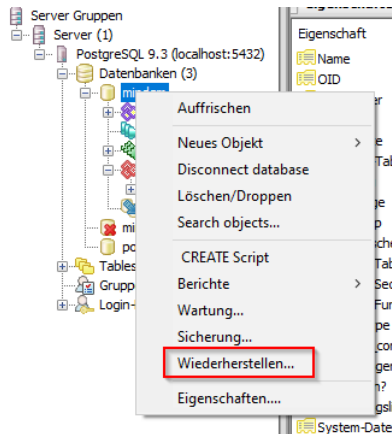 Server Gruppen
Server (1)
PostgreSQL 9.3 (localhost:5432)
Datenbanken (3)
Tables
Login-
Auffrischen
Neues Objekt
Disconnect database
Löschen/Droppen
Search objects...
CREATE Script
Berichte
Wartung...
Sicherung...
Wiederherstellen...
Eigenschaften....
Eigenschaft
Name
OID
System-Date